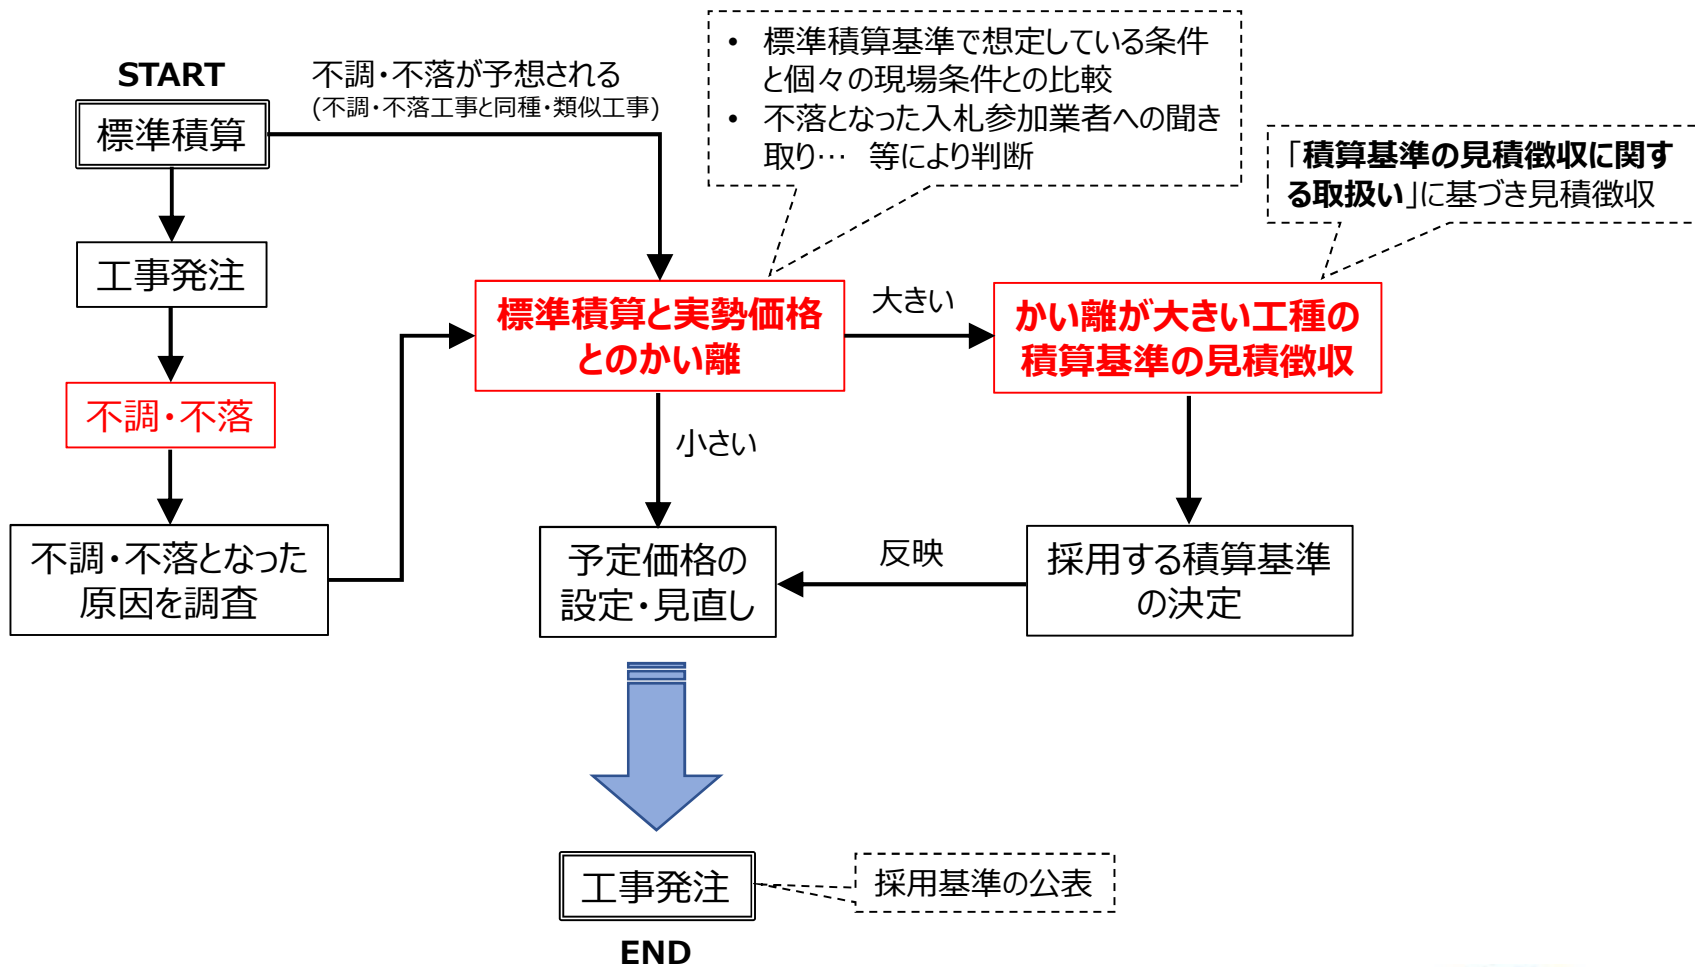 START
標準積算
不調・不落が予想される
(不調・不落工事と同種・類似工事)
• 標準積算基準で想定している条件
と個々の現場条件との比較
• 不落となった入札参加業者への聞き
取り… 等により判断
「積算基準の見積徴収に関す
る取扱い」に基づき見積徴収
工事発注
不調・不落
不調・不落となった
原因を調査
標準積算と実勢価格
とのかい離
大きい
かい離が大きい工種の
積算基準の見積徴収
小さい
予定価格の
設定・見直し
反映
採用する積算基準
の決定
工事発注
採用基準の公表
END